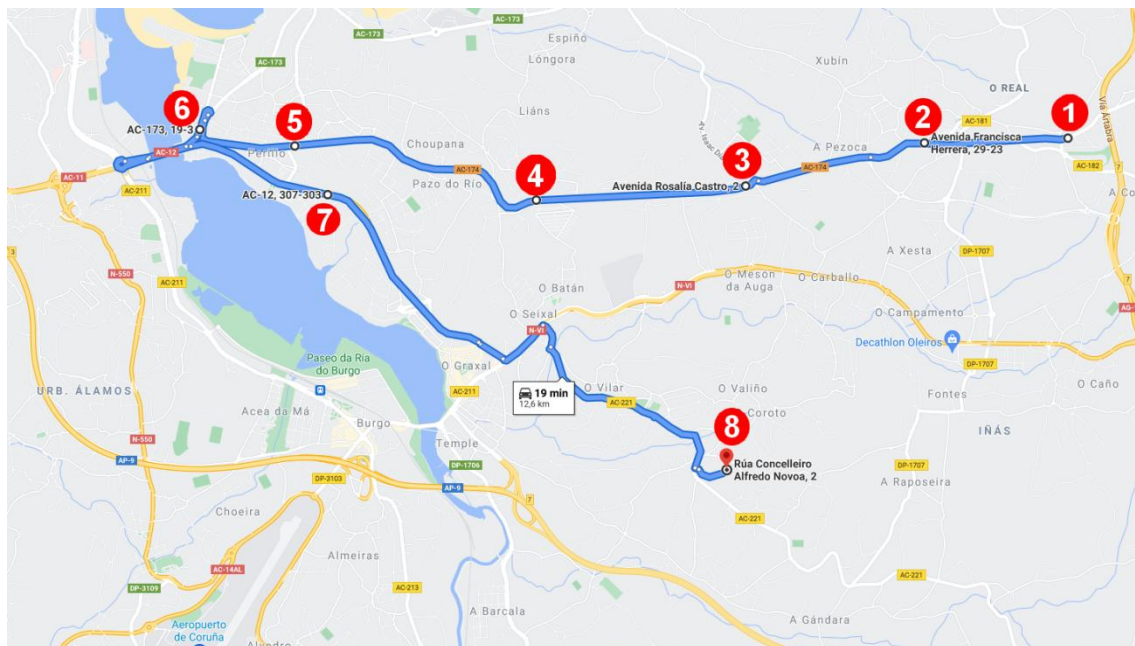 AC-173
AC-173
Espiño
Lóngora
Xubín
O REAL
Vía Ártabra
AC-173
6
AC-173, 19-3
5
Liáns
1
2
AC-181
Avenida.Francisca
Herrera, 29-23
AC-12
Perillo
Choupana
3
A Pezoca
AC-182
AC-11
AC-211
AC-174
AC-174
4
Avenida Rosalía,Castro, 2
Pazo do Río
AC-12, 307-303
7
3
N-550
A Xesta
DP-1707
O Meson
da Auga
O Carballo
7
AC-211
O Batán
N-VI
O Campamento
O Seixal
N-VI
Decathlon Oleiros
Paseo da Ría
do Burgo
O Graxal
DP-1707
URB. ÁLAMOS
AC-211
19 min
12,6 km
O Vilar
O Valiño
O Caño
Fontes
Acea da Má
AC-221
Coroto
8
IÑÁS
N-550
Burgo
Temple
Rúa Concelleiro
Alfredo Novoa, 2
AP-9
DP-1706
DP-3103
AP-9
DP-1707
A Raposeira
7
Choeira
AC-221
Almeiras
AC-14AL
AC-221
DP-3109
AC-213
A Barcala
A Gándara
Aeropuerto
de Coruña